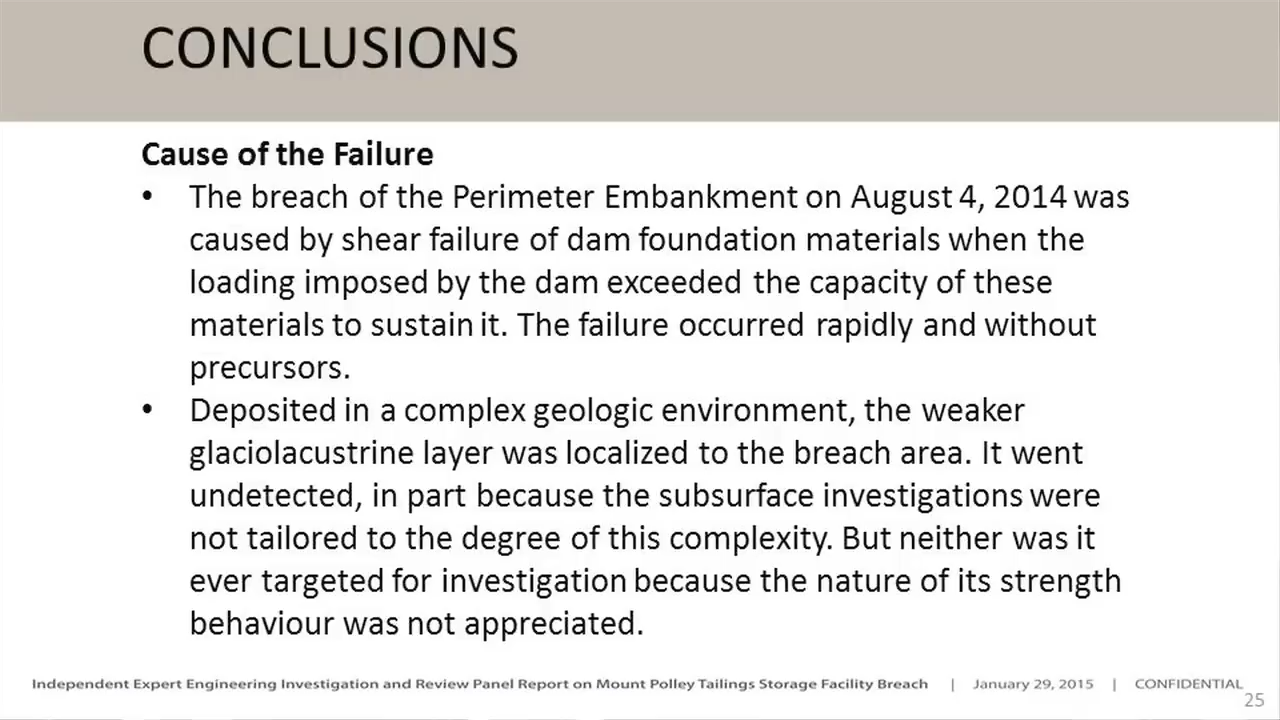 CONCLUSIONS
Cause of the Failure
• The breach of the Perimeter Embankment on August 4, 2014 was
caused by shear failure of dam foundation materials when the
loading imposed by the dam exceeded the capacity of these
materials to sustain it. The failure occurred rapidly and without
precursors.
• Deposited in a complex geologic environment, the weaker
glaciolacustrine layer was localized to the breach area. It went
undetected, in part because the subsurface investigations were
not tailored to the degree of this complexity. But neither was it
ever targeted for investigation because the nature of its strength
behaviour was not appreciated.
Independent Expert Engineering Investigation and Review Panel Report on Mount Polley Tailings Storage Facility Breach | January 29, 2015 | CONFIDENTIAL
25